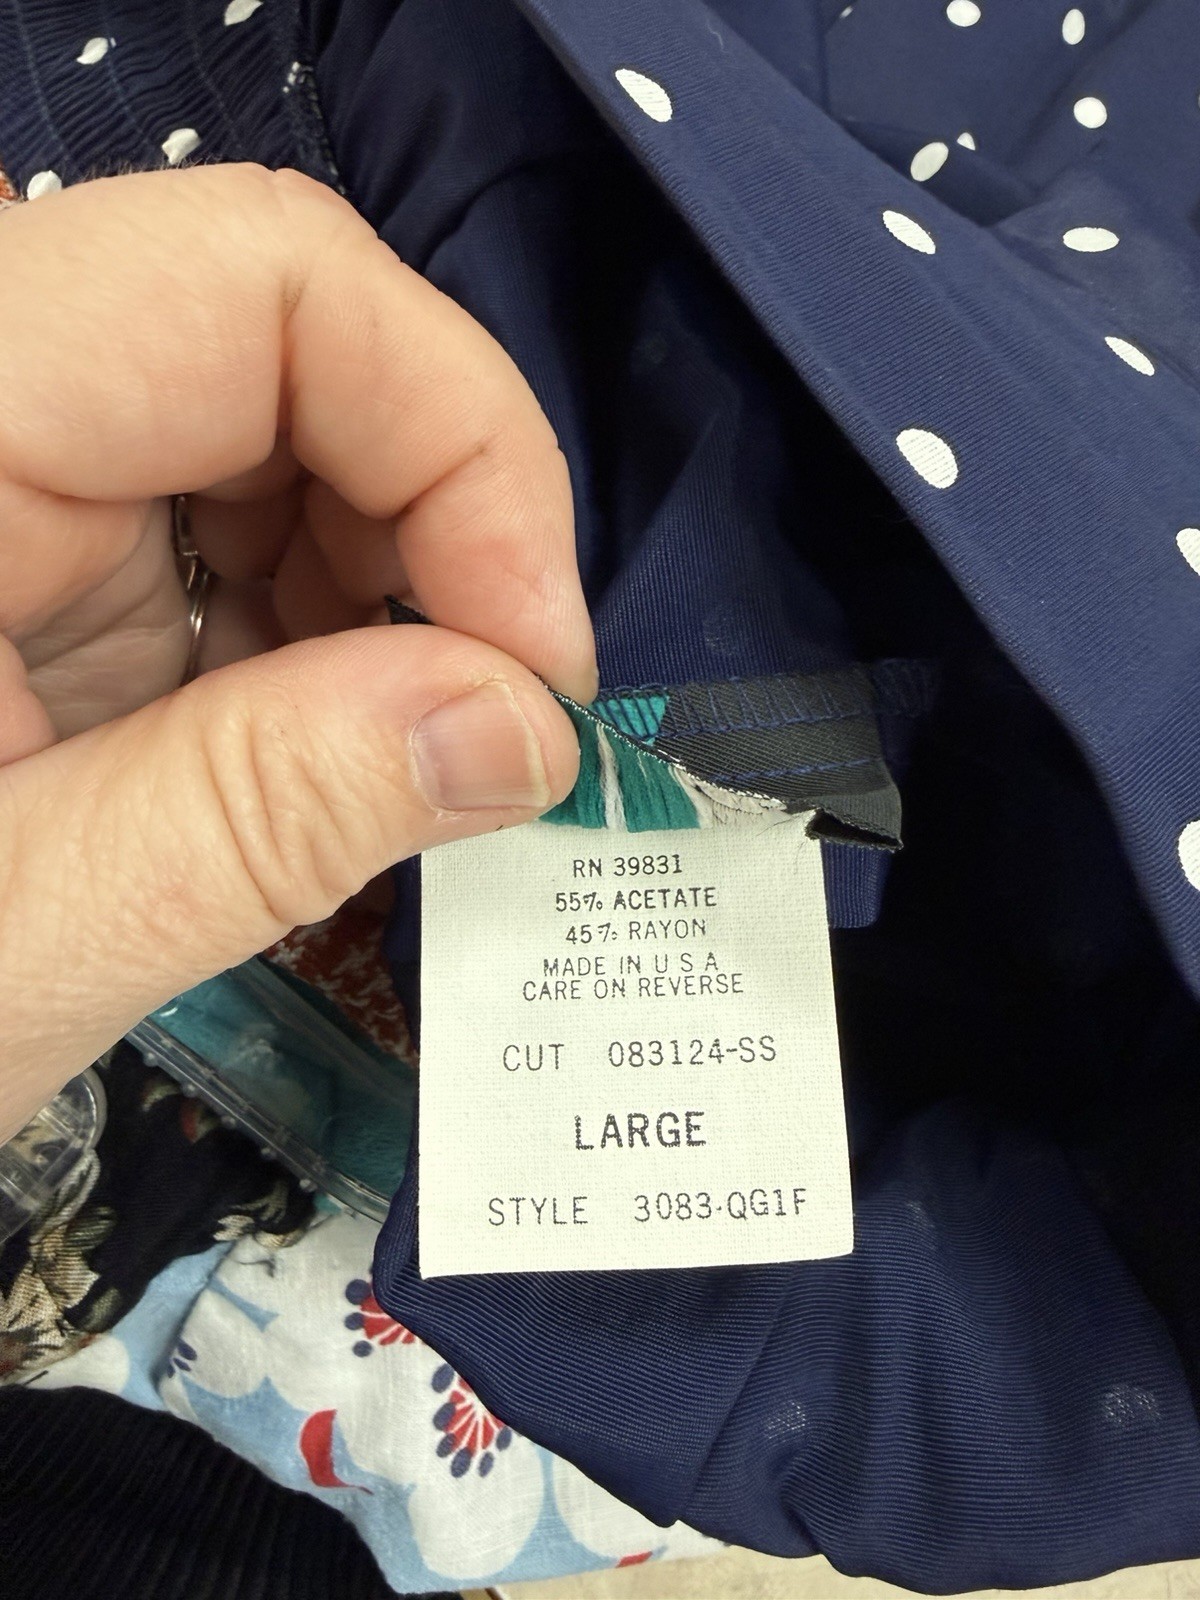 RN 39831
55% ACETATE
45% RAYON
MADE IN U S A
CARE ON REVERSE
CUT 083124-SS
LARGE
STYLE 3083-QG1F